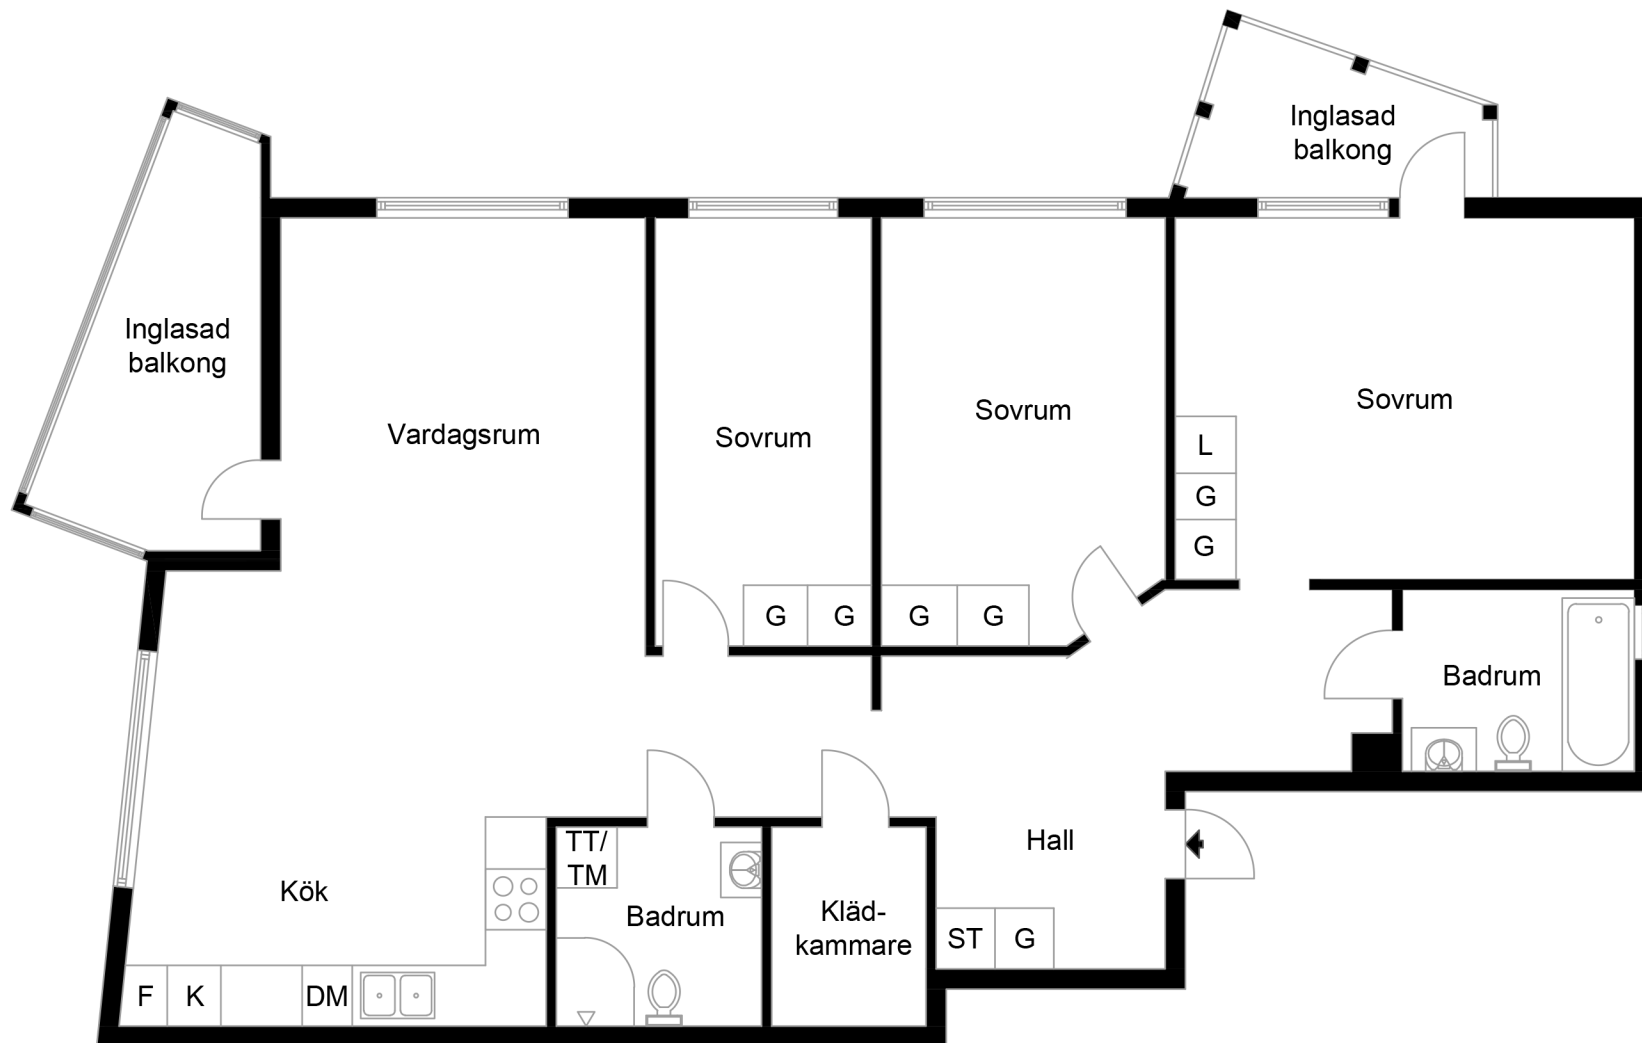 Inglasad
balkong
Inglasad
balkong
Vardagsrum
Sovrum
Sovrum
Sovrum
L
G
G
G
G
G
G
Badrum
TT/
TM
Hall
Kök
Badrum
Kläd-
kammare
ST
G
F
K
DM